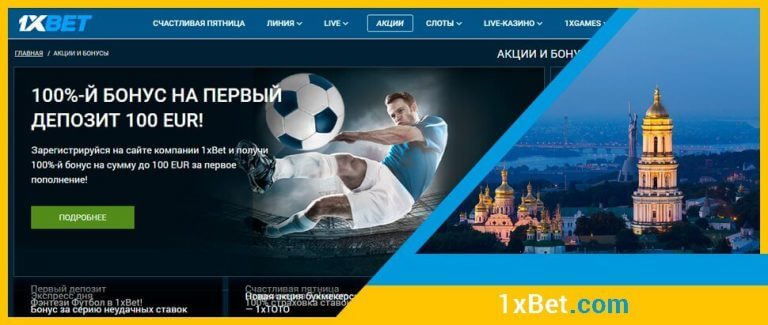 1XBET
СЧАСТЛИВАЯ ПЯТНИЦА ЛИНИЯ LIVE АКЦИИ СЛОТЫ LIVE-КАЗИНО 1XGAMES
ГЛАВНАЯ / АКЦИИ И БОНУСЫ
АКЦИИ И БОНУ
100%-Й БОНУС НА ПЕРВЫЙ
ДЕПОЗИТ 100 EUR!
Зарегистрируйся на сайте компании 1xBet и получи
100%-й бонус на сумму до 100 EUR за первое
пополнение!
ПОДРОБНЕЕ
Первый депозит
Экспресс дня
Фэнтези Футбол в 1xBet!
Бонус за серию неудачных ставок
Счастливая пятница
Новая акция букмекерс
100% страховка ставок
— 1xТОТО
1xBet.com